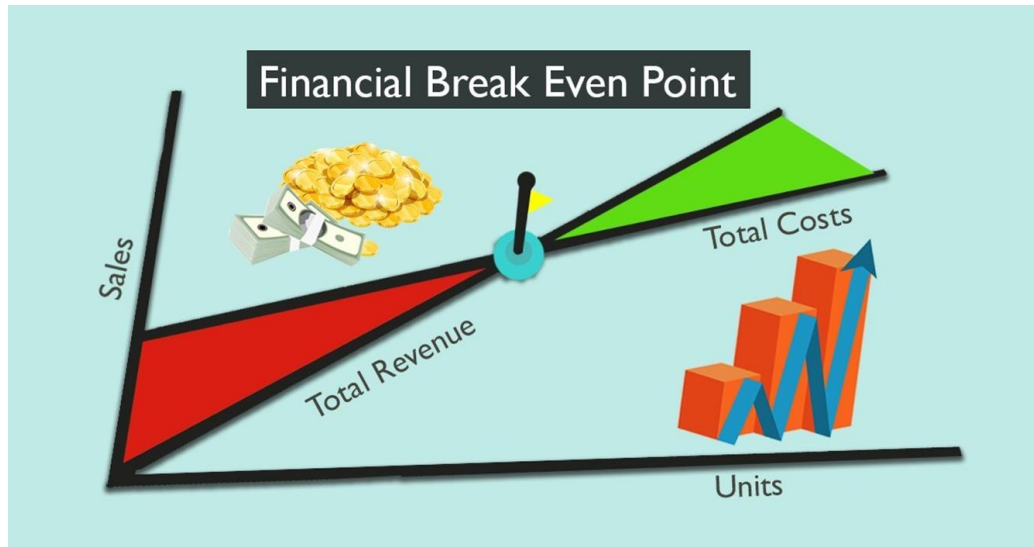 Financial Break Even Point
Sales
Total Costs
Total Revenue
Units